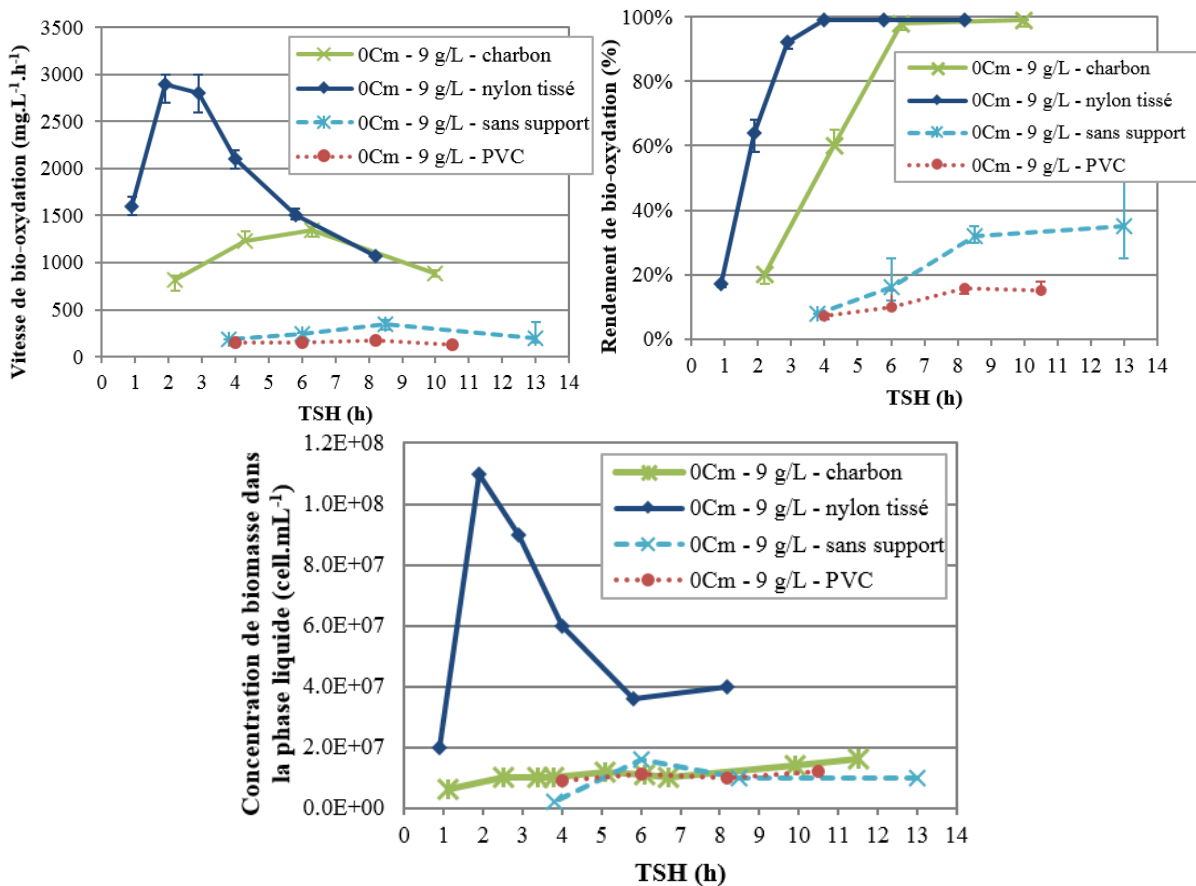 Vitesse de bio-oxydation (mg.L⁻¹.h⁻¹)
3500
3000
2500
2000
1500
1000
500
0
0Cm - 9 g/L - charbon
0Cm - 9 g/L - nylon tissé
0Cm - 9 g/L - sans support
0Cm - 9 g/L - PVC
0 1 2 3 4 5 6 7 8 9 10 11 12 13 14
TSH (h)
Rendement de bio-oxydation (%)
100%
80%
60%
40%
20%
0%
0Cm - 9 g/L - charbon
0Cm - 9 g/L - nylon tissé
0Cm - 9 g/L - sans support
0Cm - 9 g/L - PVC
0 1 2 3 4 5 6 7 8 9 10 11 12 13 14
TSH (h)
Concentration de biomasse dans
la phase liquide (cell.mL⁻¹)
1.2E+08
1.0E+08
8.0E+07
6.0E+07
4.0E+07
2.0E+07
0.0E+00
0Cm - 9 g/L - charbon
0Cm - 9 g/L - nylon tissé
0Cm - 9 g/L - sans support
0Cm - 9 g/L - PVC
0 1 2 3 4 5 6 7 8 9 10 11 12 13 14
TSH (h)